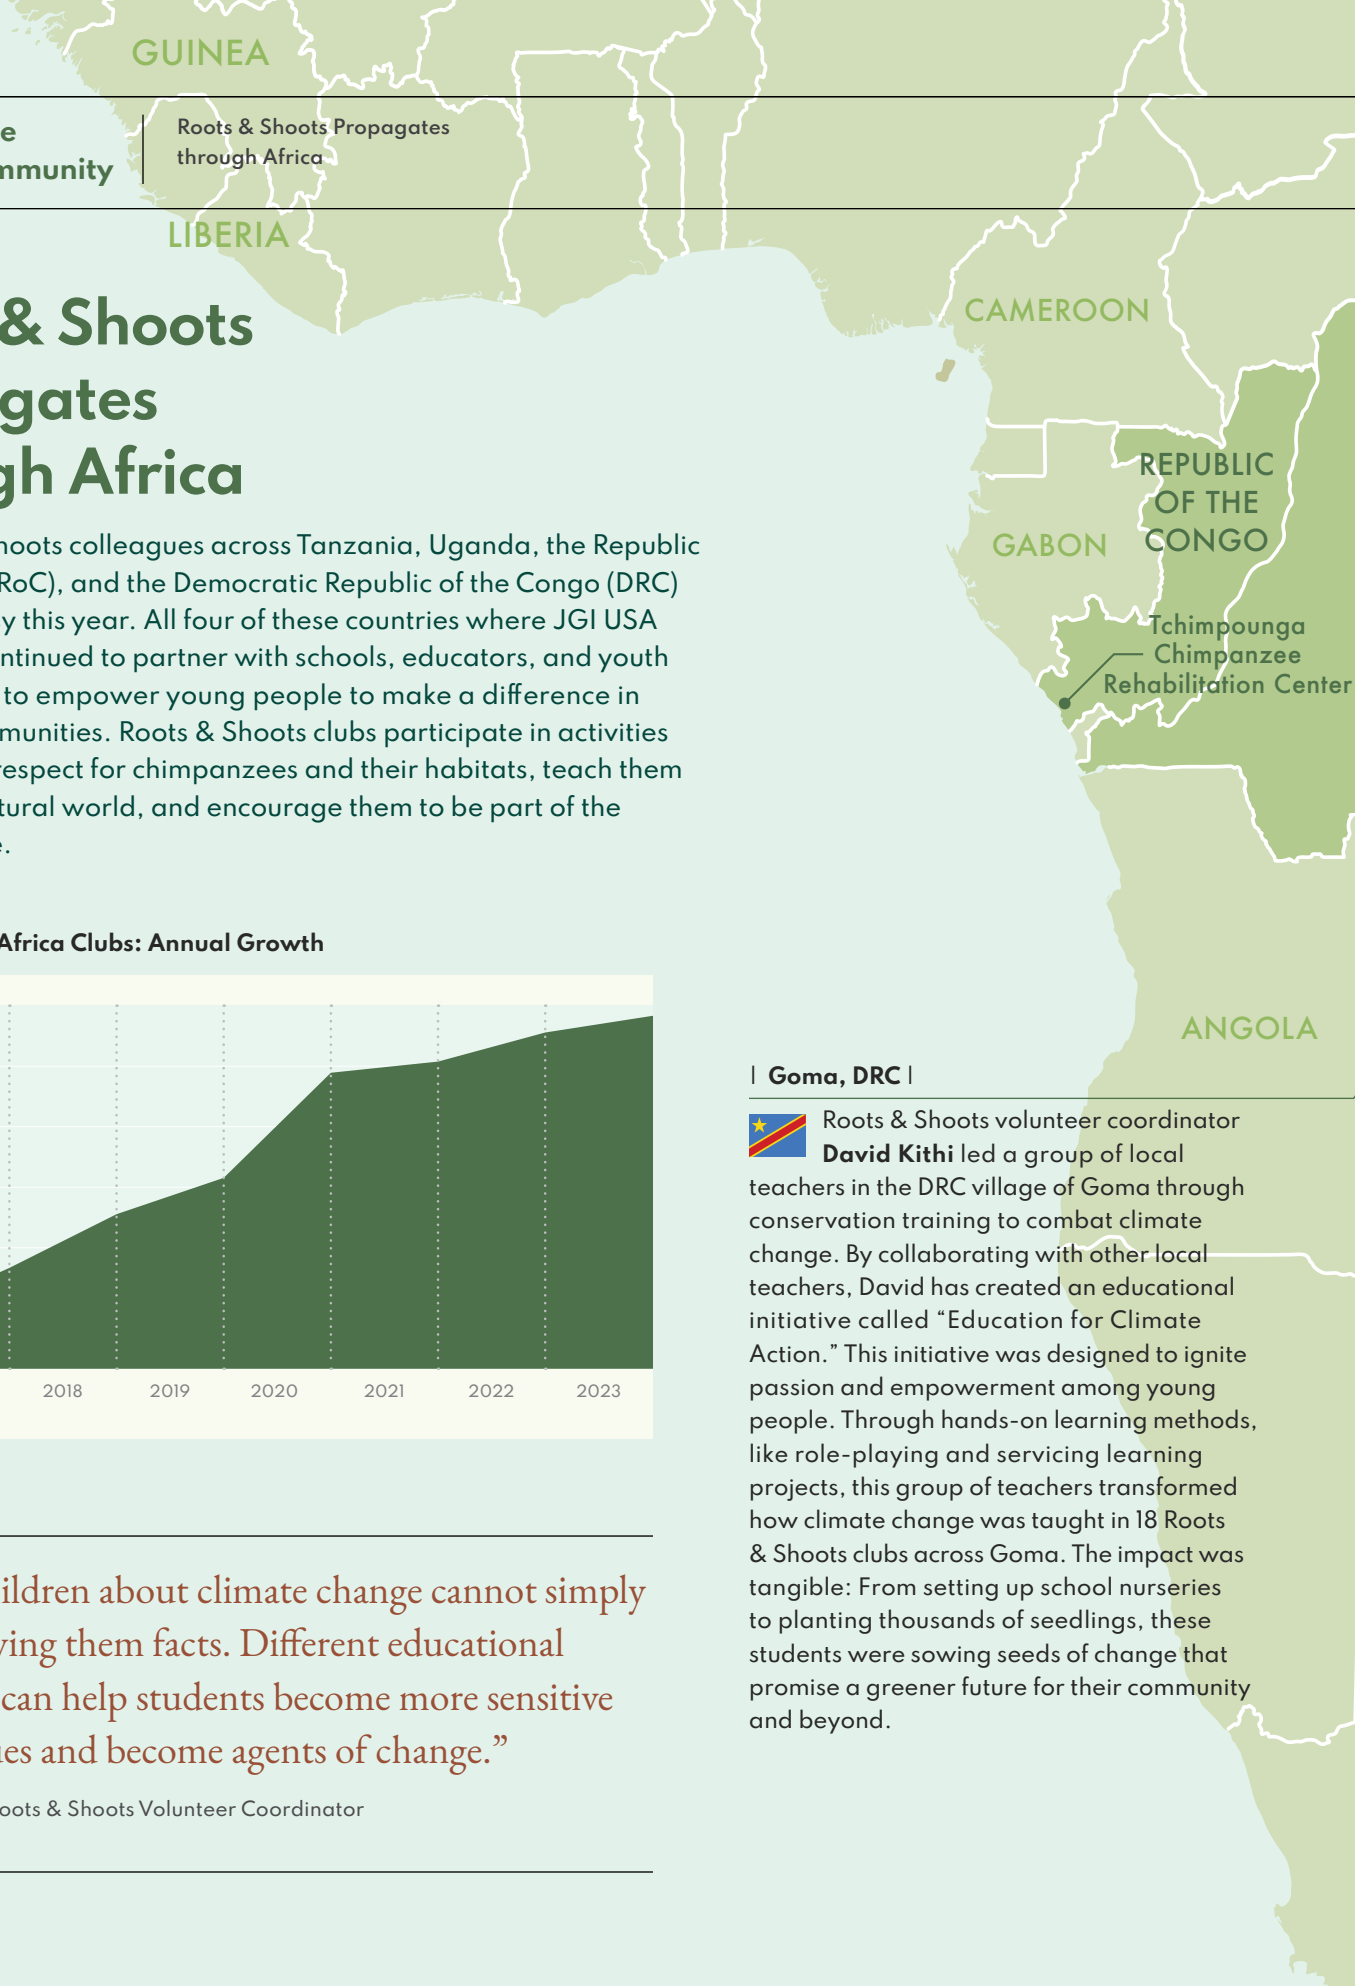 GUINEA
e
mmunity
Roots & Shoots Propagates
through Africa
LIBERIA
& Shoots
gates
gh Africa
CAMEROON
REPUBLIC
OF THE
CONGO
GABON
Tchimpounga
Chimpanzee
Rehabilitation Center
hoots colleagues across Tanzania, Uganda, the Republic
RoC), and the Democratic Republic of the Congo (DRC)
y this year. All four of these countries where JGI USA
ntinued to partner with schools, educators, and youth
to empower young people to make a difference in
munities. Roots & Shoots clubs participate in activities
respect for chimpanzees and their habitats, teach them
tural world, and encourage them to be part of the
e.
Africa Clubs: Annual Growth
2018 2019 2020 2021 2022 2023
ildren about climate change cannot simply
ving them facts. Different educational
can help students become more sensitive
ues and become agents of change.”
oots & Shoots Volunteer Coordinator
ANGOLA
| Goma, DRC |
Roots & Shoots volunteer coordinator
David Kithi led a group of local
teachers in the DRC village of Goma through
conservation training to combat climate
change. By collaborating with other local
teachers, David has created an educational
initiative called “Education for Climate
Action.” This initiative was designed to ignite
passion and empowerment among young
people. Through hands-on learning methods,
like role-playing and servicing learning
projects, this group of teachers transformed
how climate change was taught in 18 Roots
& Shoots clubs across Goma. The impact was
tangible: From setting up school nurseries
to planting thousands of seedlings, these
students were sowing seeds of change that
promise a greener future for their community
and beyond.